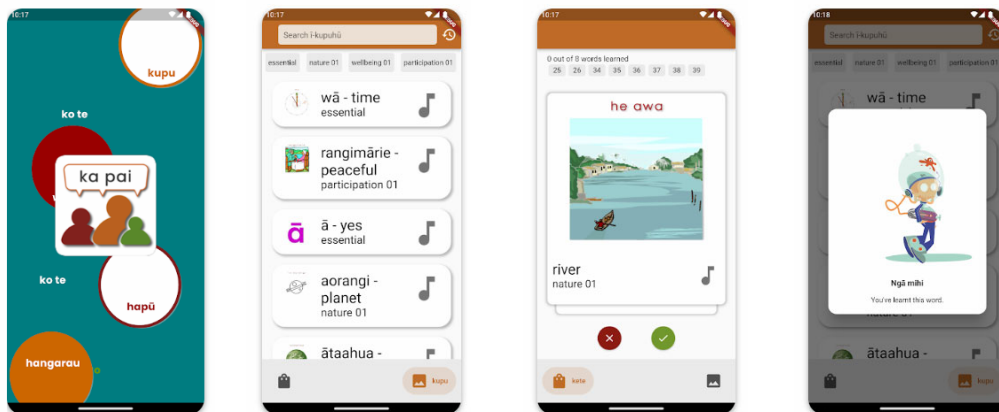 10:17
kupu
ko te
ka pai
ko te
hapū
hangarau
10:17
Search i-kupuhū
essential nature 01 wellbeing 01 participation 01
wā - time
essential
rangimārie -
peaceful
participation 01
ā
ā - yes
essential
aorangi -
planet
nature 01
ātaahua -
kupu
10:17
0 out of 8 words learned
25 26 34 35 36 37 38 39
he awa
river
nature 01
kete
10:18
Search i-kupuhū
essential nature 01 wellbeing 01 participation 01
wā - time
Ngā mihi
You've learnt this word.
nature 01
ātaahua -
kupu